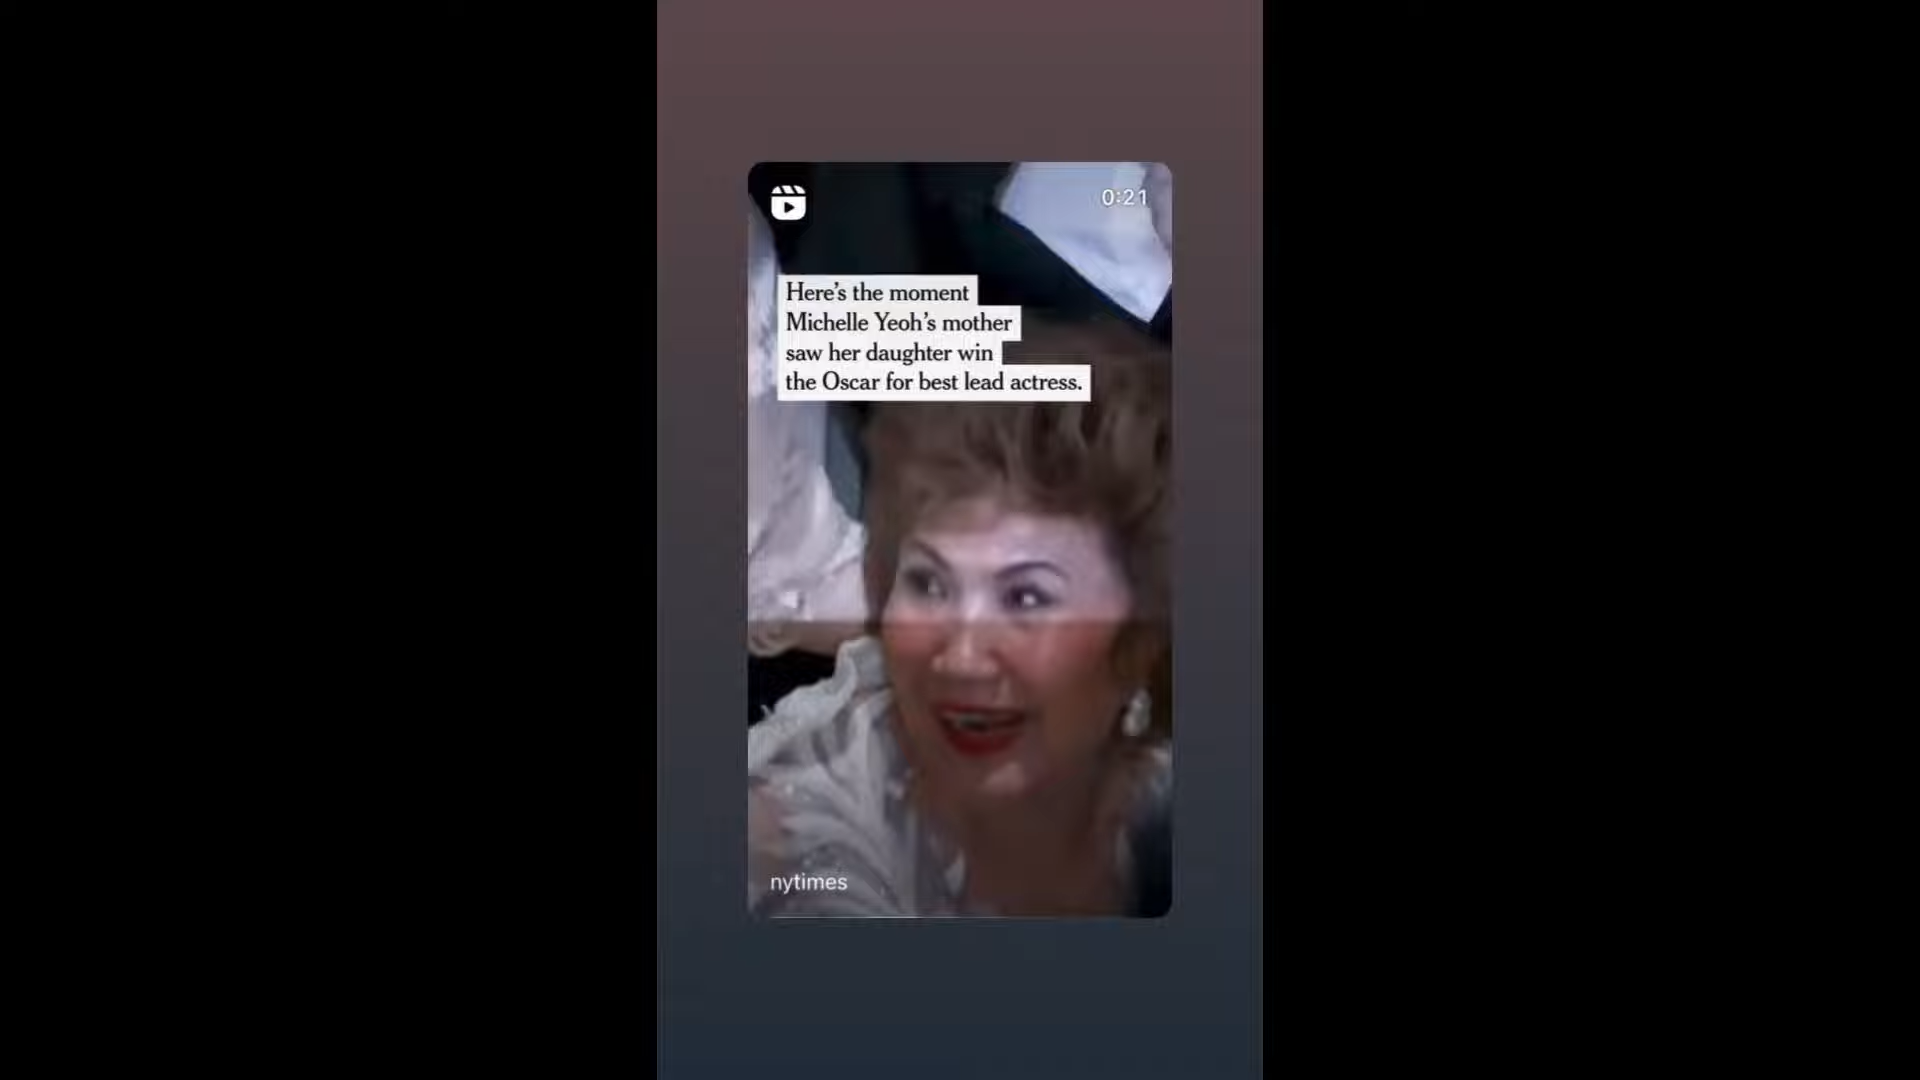 0:21
Here’s the moment
Michelle Yeoh’s mother
saw her daughter win
the Oscar for best lead actress.
nytimes